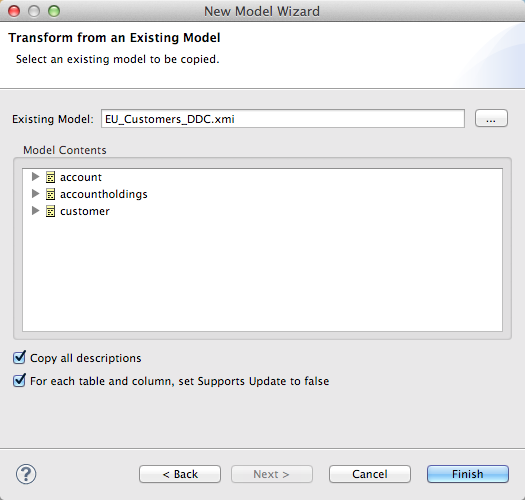 New Model Wizard
Transform from an Existing Model
Select an existing model to be copied.
Existing Model: EU_Customers_DDC.xmi ...
Model Contents
account
accountholdings
customer
Copy all descriptions
For each table and column, set Supports Update to false
? < Back Next > Cancel Finish